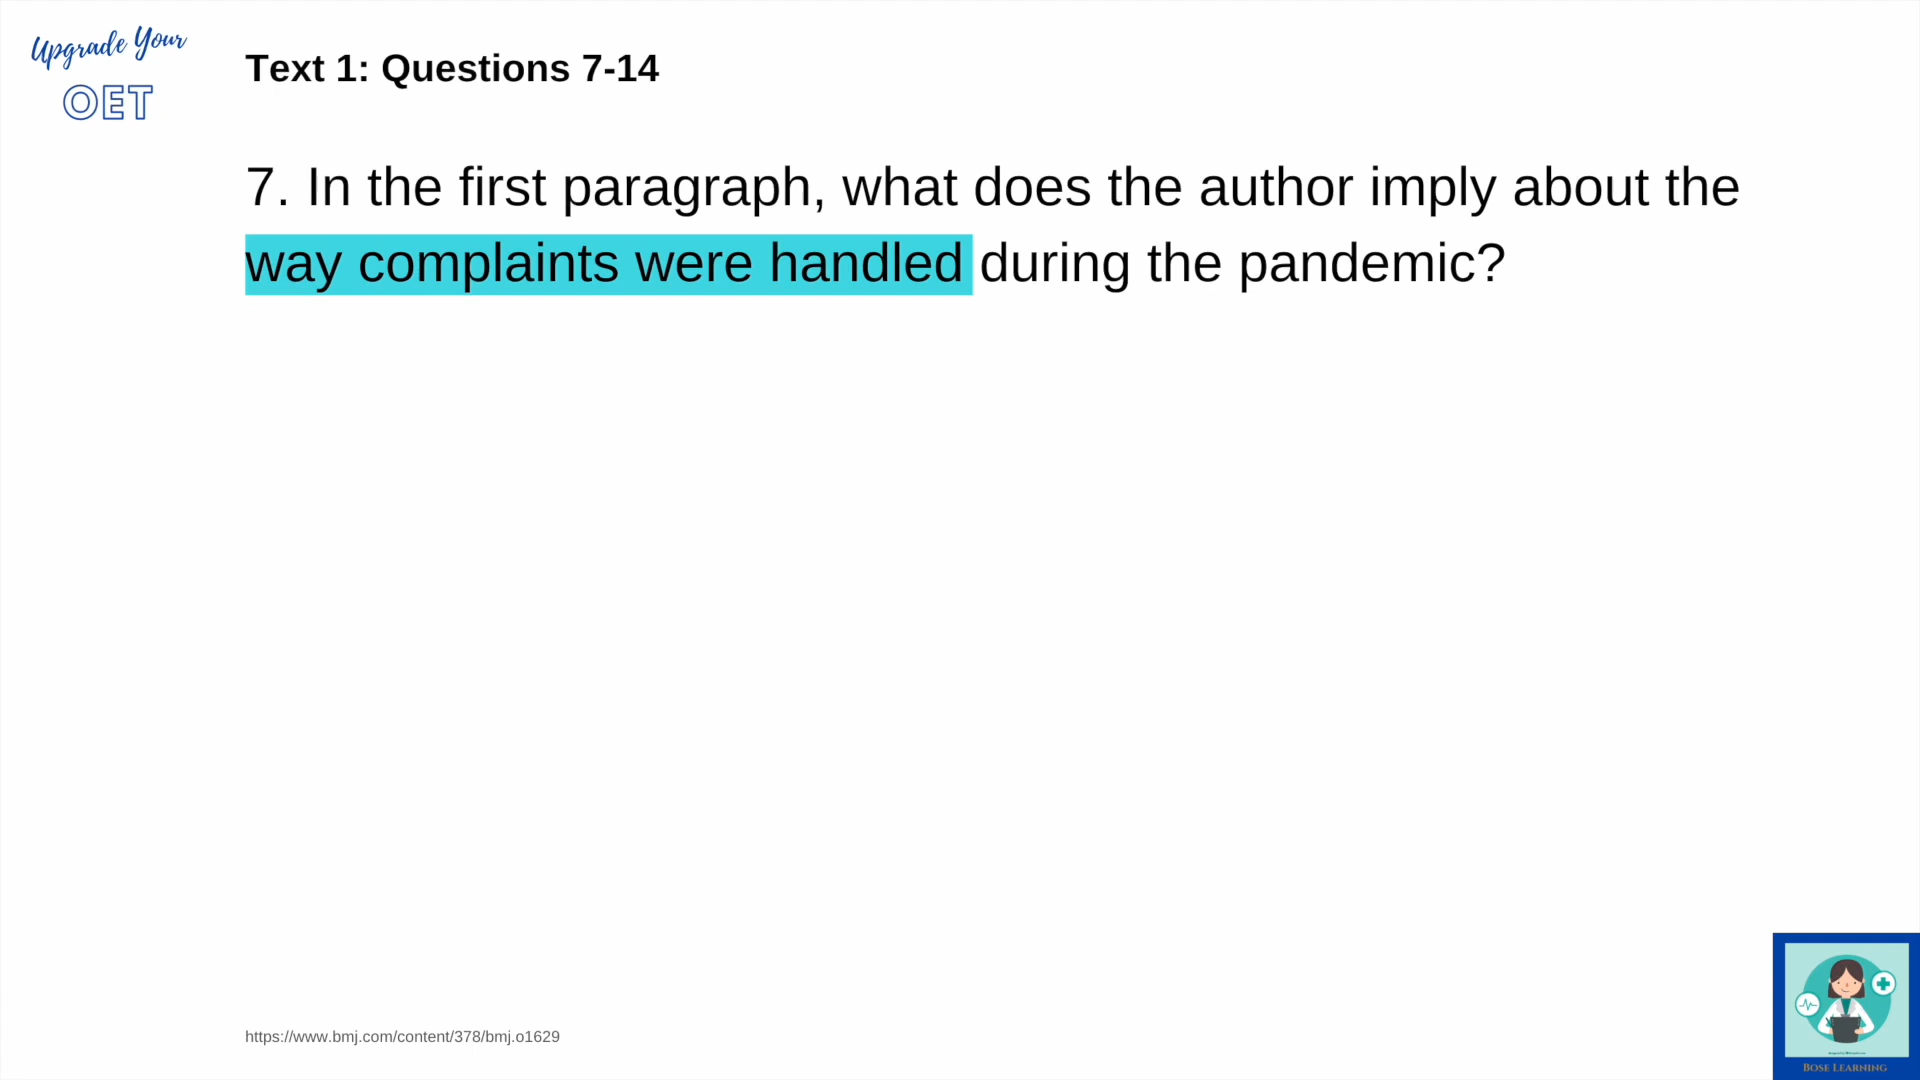 Upgrade Your
OET
Text 1: Questions 7-14
7. In the first paragraph, what does the author imply about the
way complaints were handled during the pandemic?
https://www.bmj.com/content/378/bmj.o1629
BOSE LEARNING